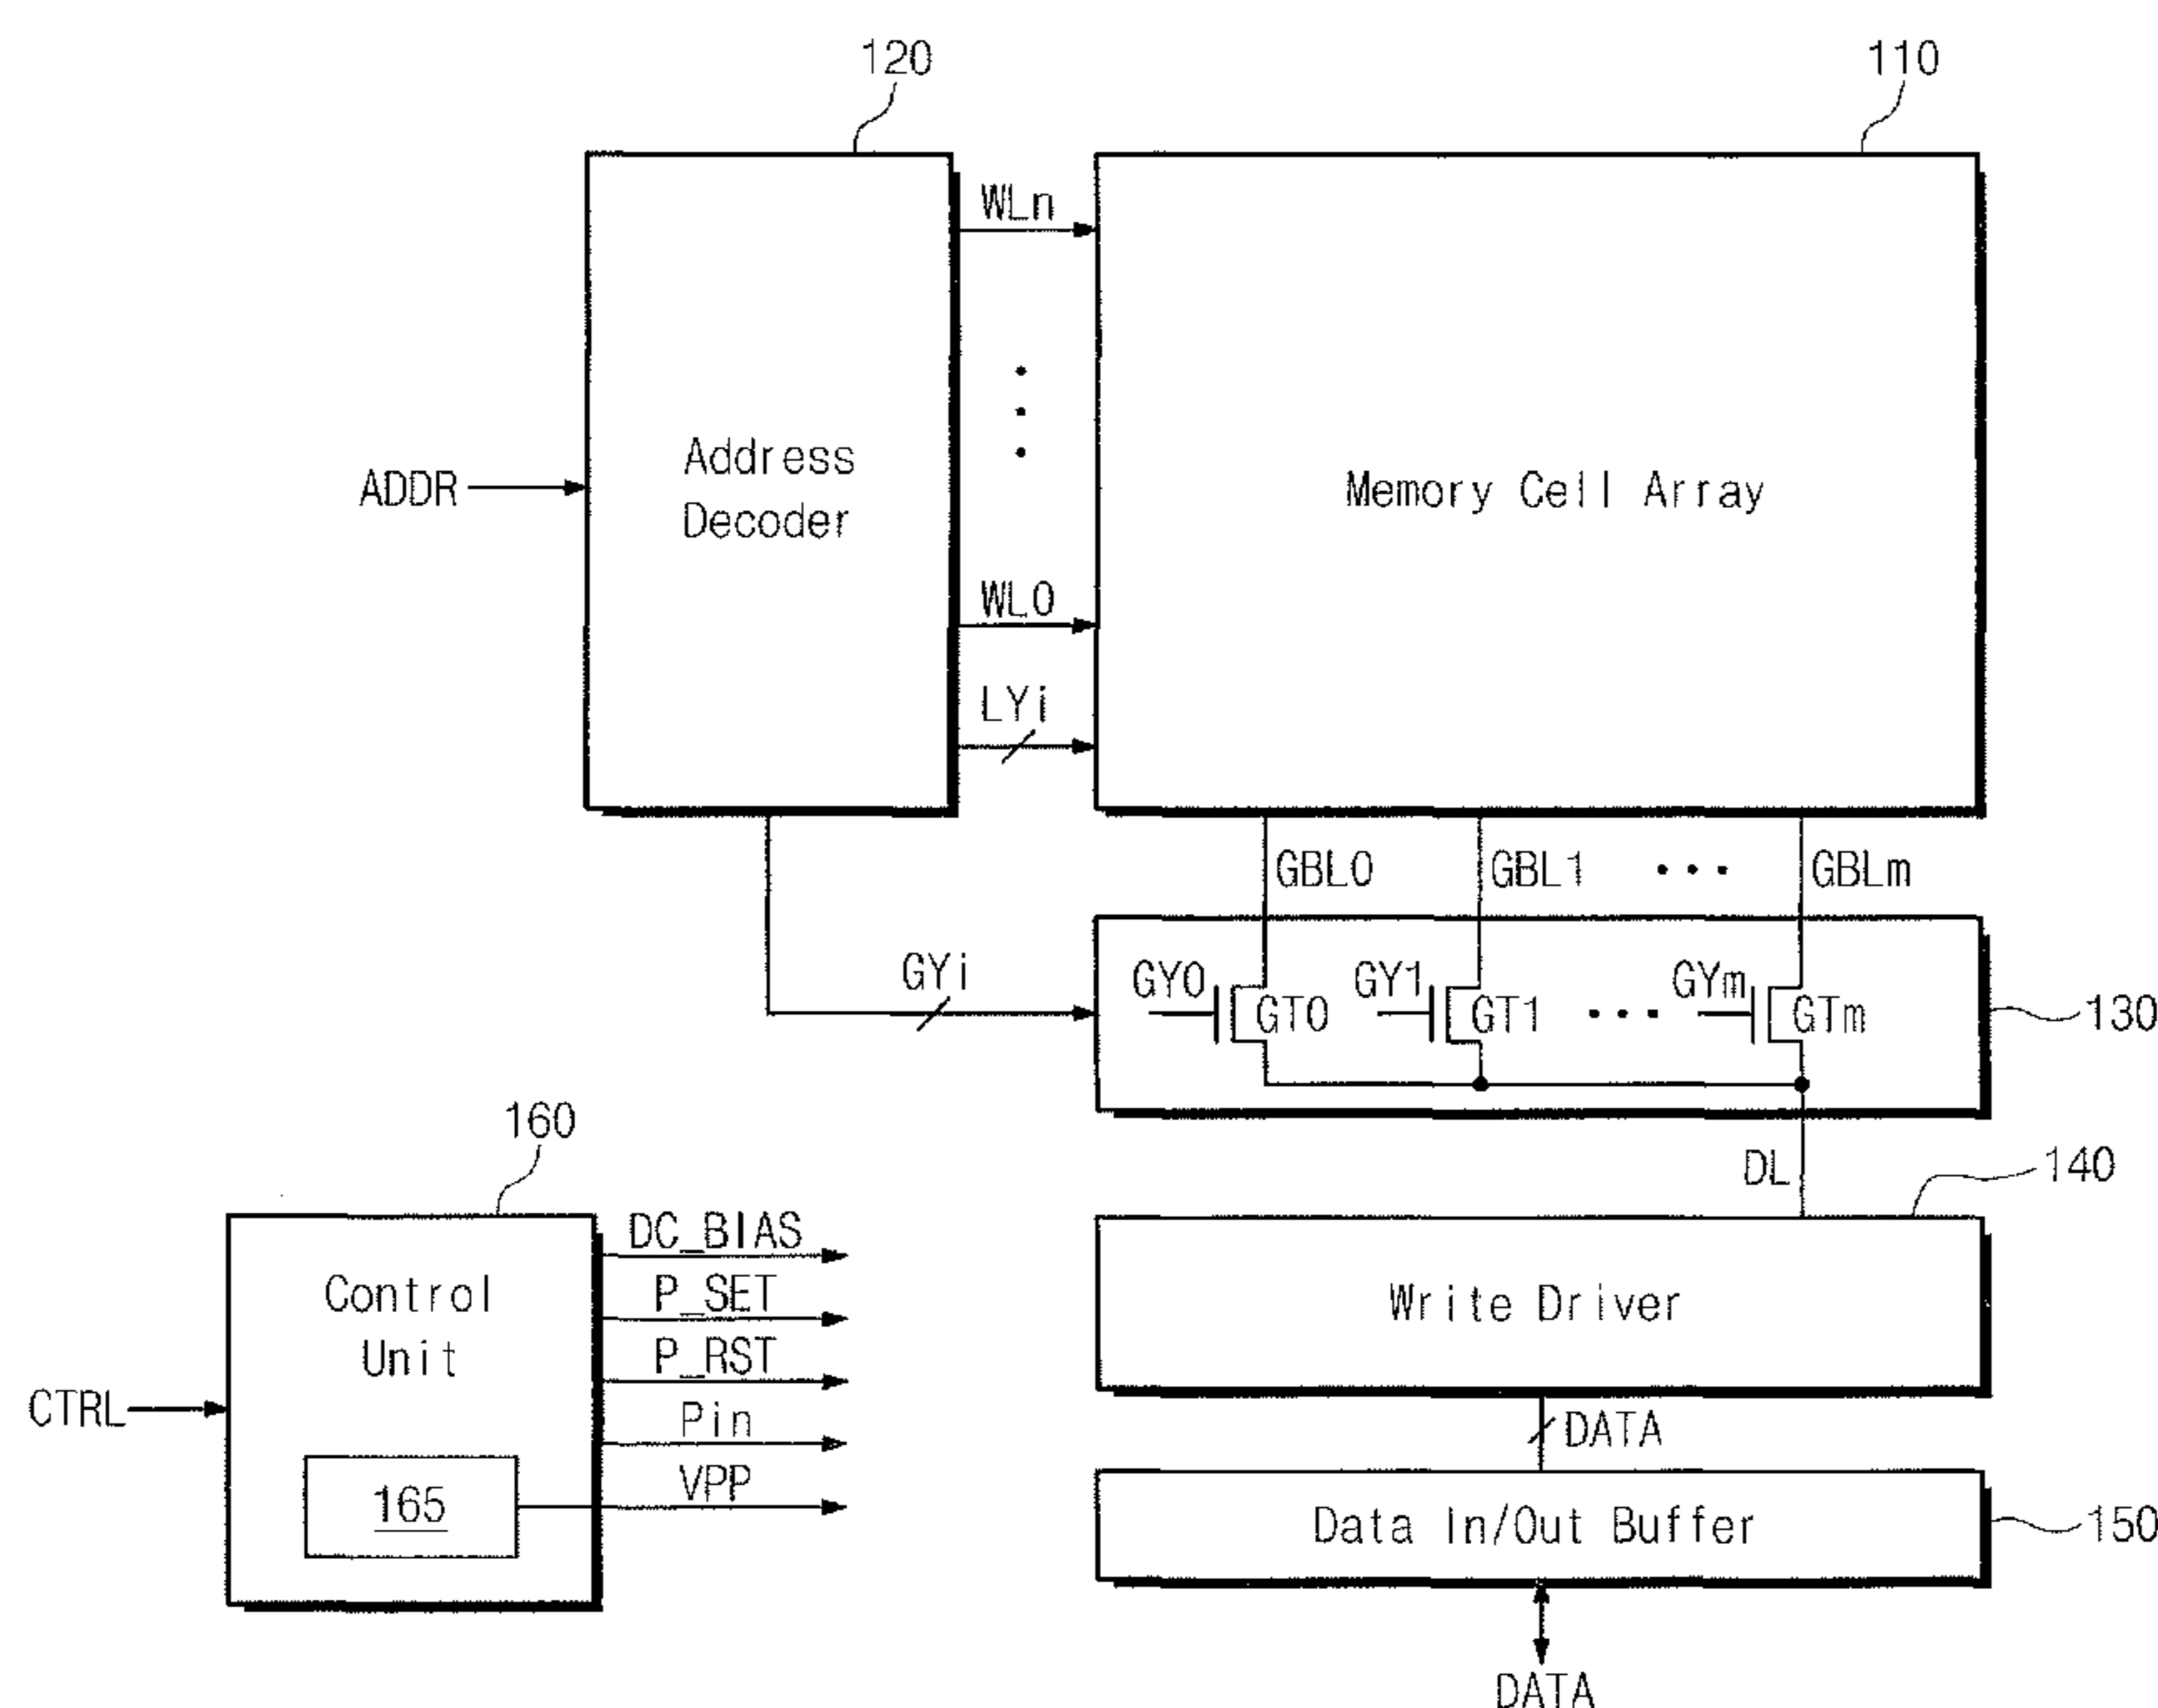 120
110
WLn
Address
Decoder
ADDR
Memory Cell Array
WL0
LYi
GBL0 GBL1 ... GBLm
GYi
GY0 GT0 GY1 GT1 ... GYm GTm
130
160
DL
140
DC_BIAS
Control
Unit
P_SET
P_RST
Write Driver
CTRL
Pin
DATA
VPP
165
Data In/Out Buffer
150
DATA